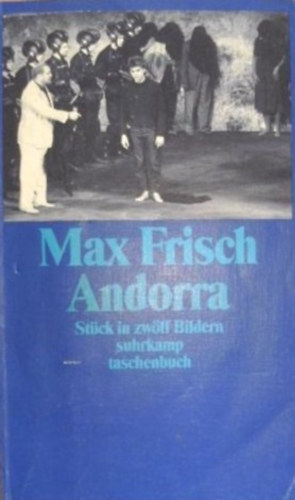 Max Frisch
Andorra
Stück in zwölf Bildern
suhrkamp
taschenbuch